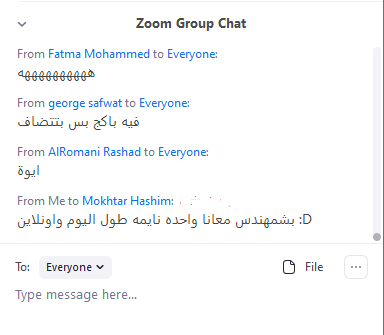 Zoom Group Chat
From Fatma Mohammed to Everyone:
هههههههههههه
From george safwat to Everyone:
فيه باكج بس بتتضاف
From AlRomani Rashad to Everyone:
ايوة
From Me to Mokhtar Hashim:
بشمهندس معانا واحده نايمه طول اليوم واونلاين :D
To: Everyone
File
Type message here...